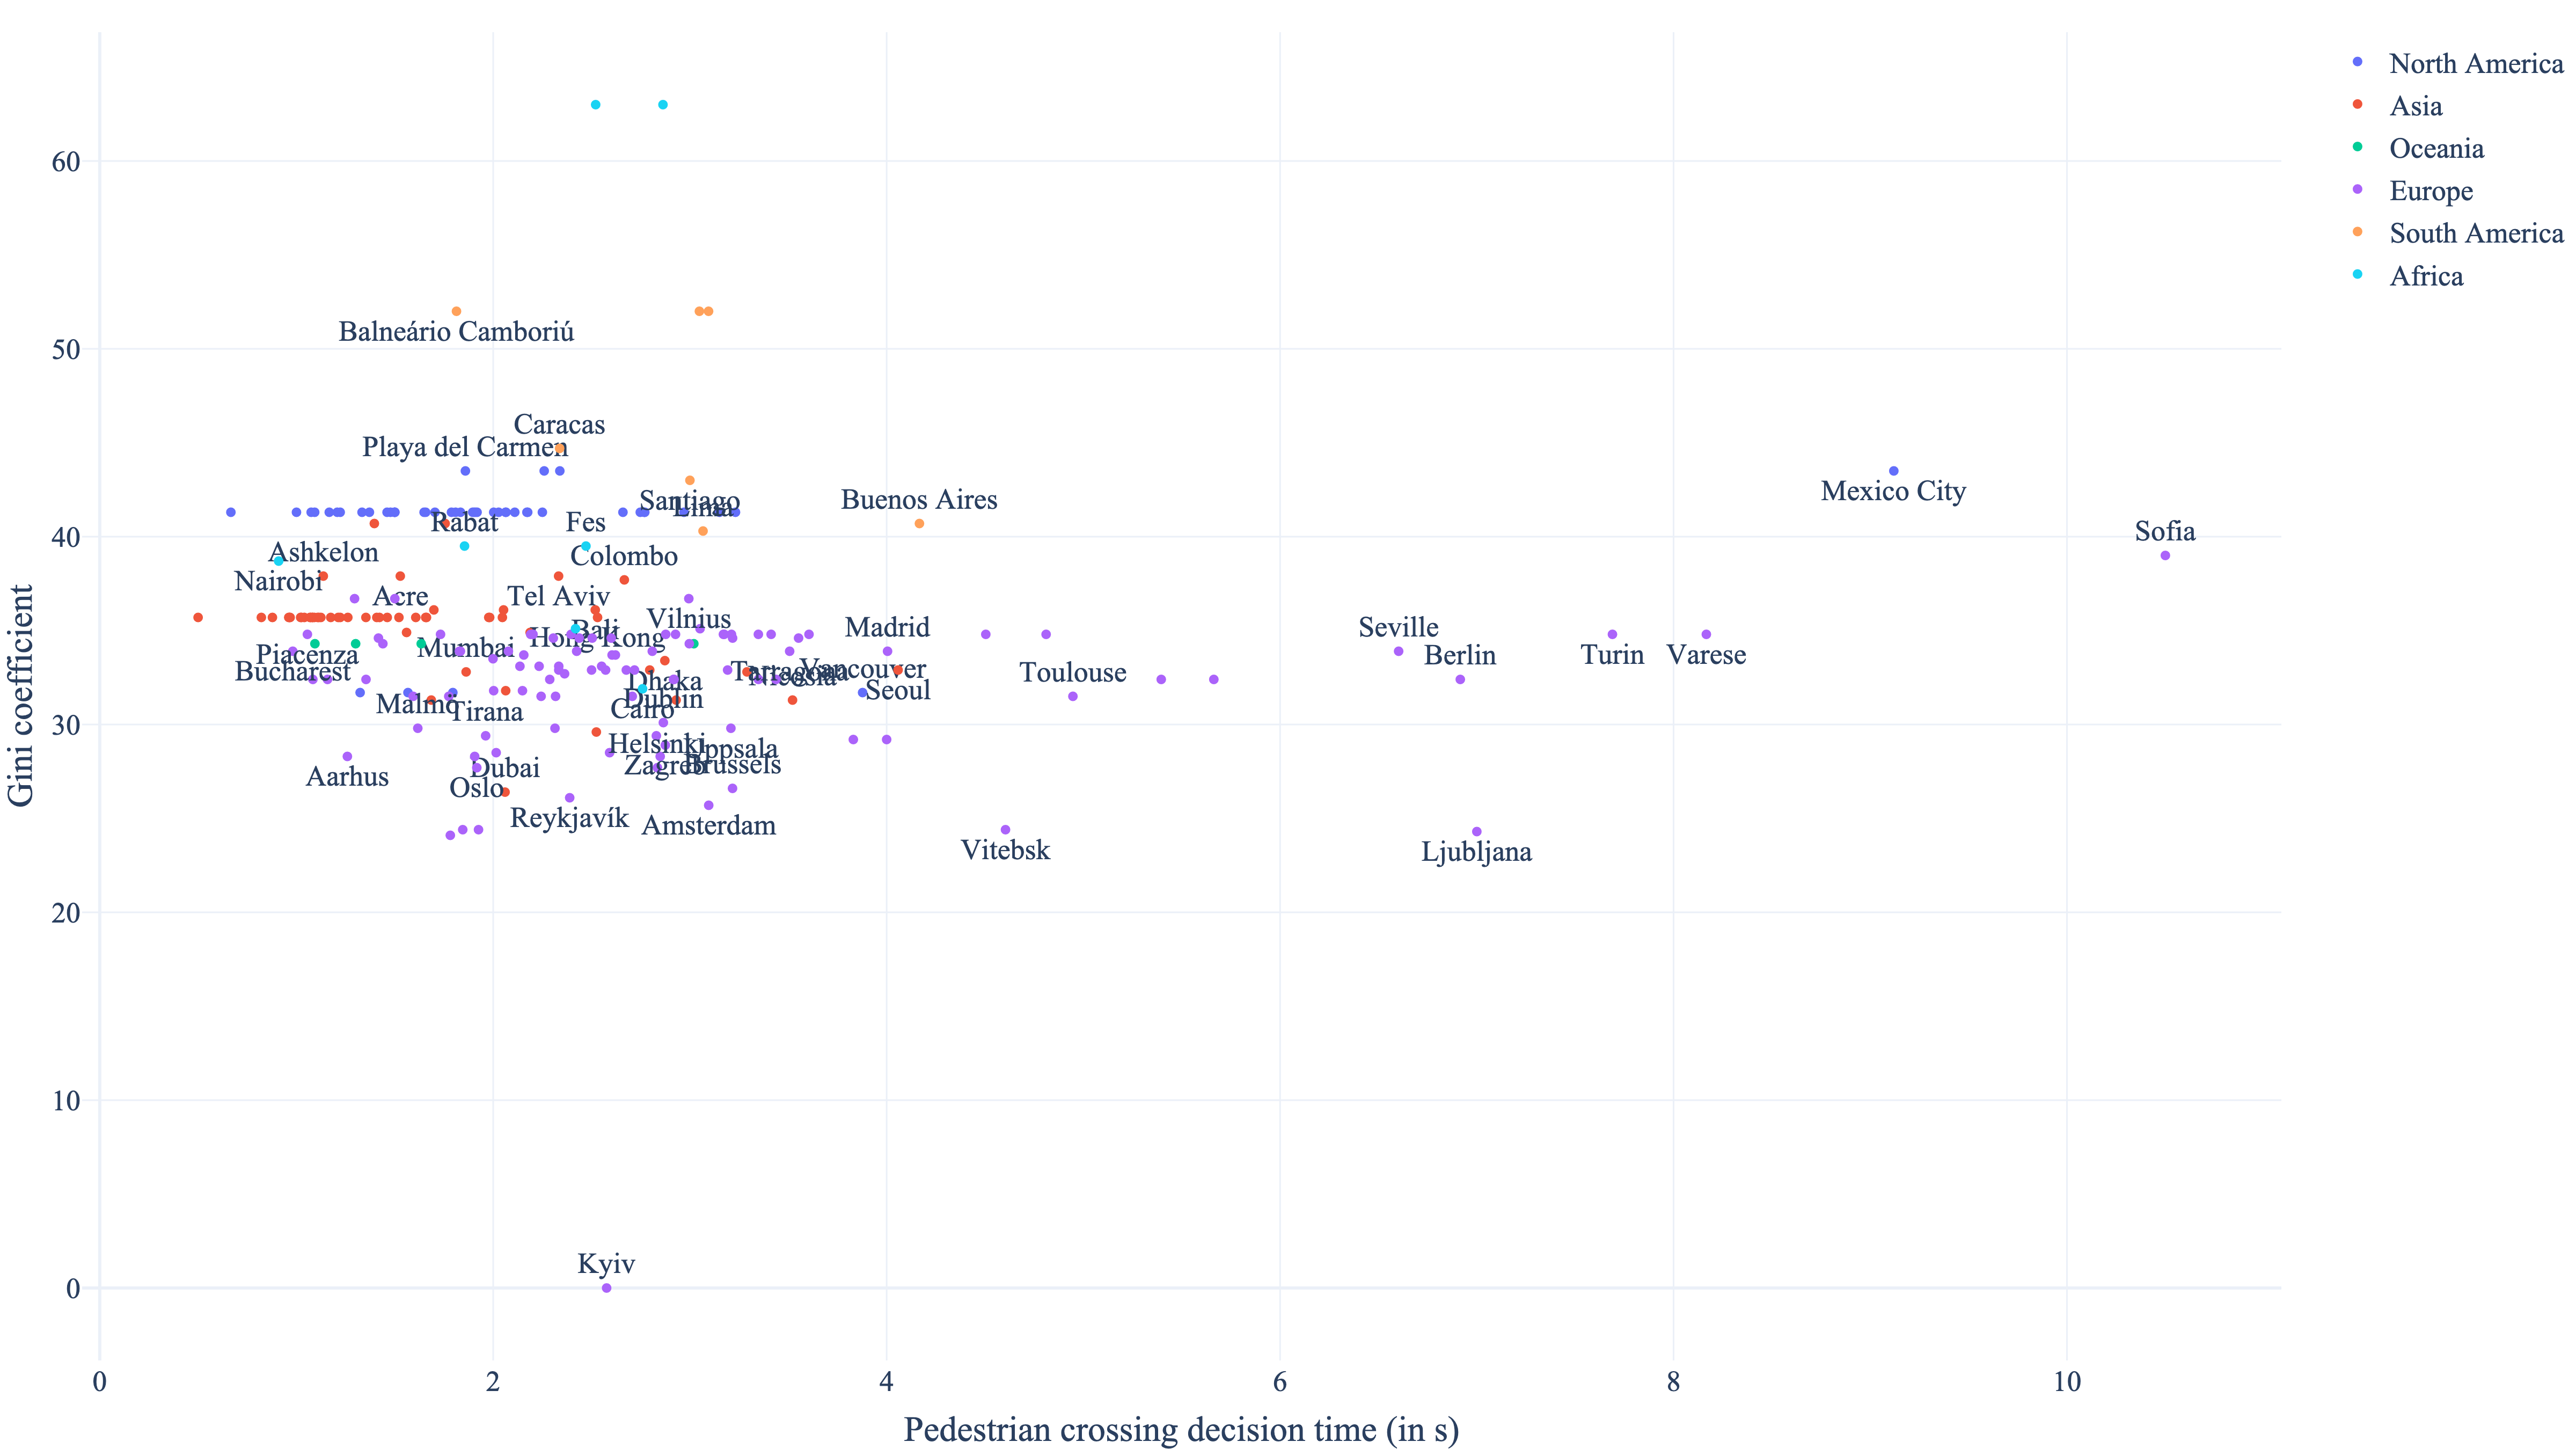 North America
Asia
Oceania
Europe
South America
Africa
60
Balneário Camboriú
50
Caracas
Playa del Carmen
Santiago
Lima
Buenos Aires
Mexico City
Rabat
Fes
Sofia
40
Ashkelon
Colombo
Nairobi
Acre
Tel Aviv
Vilnius
Bali
Hong Kong
Madrid
Seville
Mumbai
Piacenza
Berlin
Turin
Varese
Bucharest
Tarragona
Vancouver
Nicosia
Toulouse
Dhaka
Seoul
Dublin
Malmö
Tirana
Cairo
30
Helsinki
Uppsala
Zagreb
Brussels
Dubai
Aarhus
Oslo
Reykjavík
Amsterdam
Vitebsk
Ljubljana
20
10
Kyiv
0
Gini coefficient
0
2
4
6
8
10
Pedestrian crossing decision time (in s)